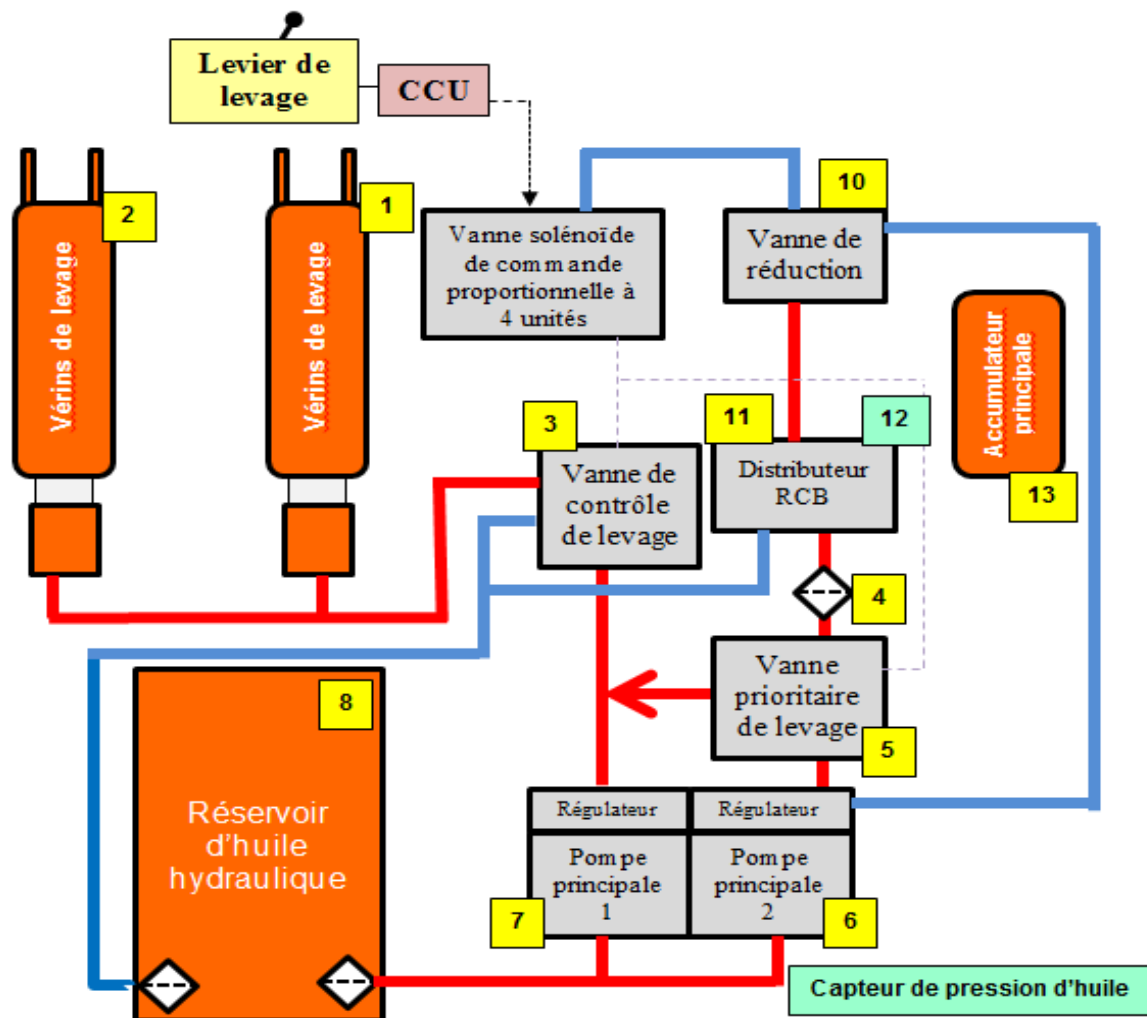 Levier de
levage
CCU
2
1
10
Vérins de levage
Vérins de levage
Vanne solénoïde
de commande
proportionnelle à
4 unités
Vanne de
réduction
Accumulateur
principale
13
3
11
12
Vanne de
contrôle
de levage
Distributeur
RCB
4
Vanne
prioritaire
de levage
5
8
Réservoir
d'huile
hydraulique
Régulateur
Régulateur
Pompe
principale
1
Pompe
principale
2
7
6
Capteur de pression d'huile